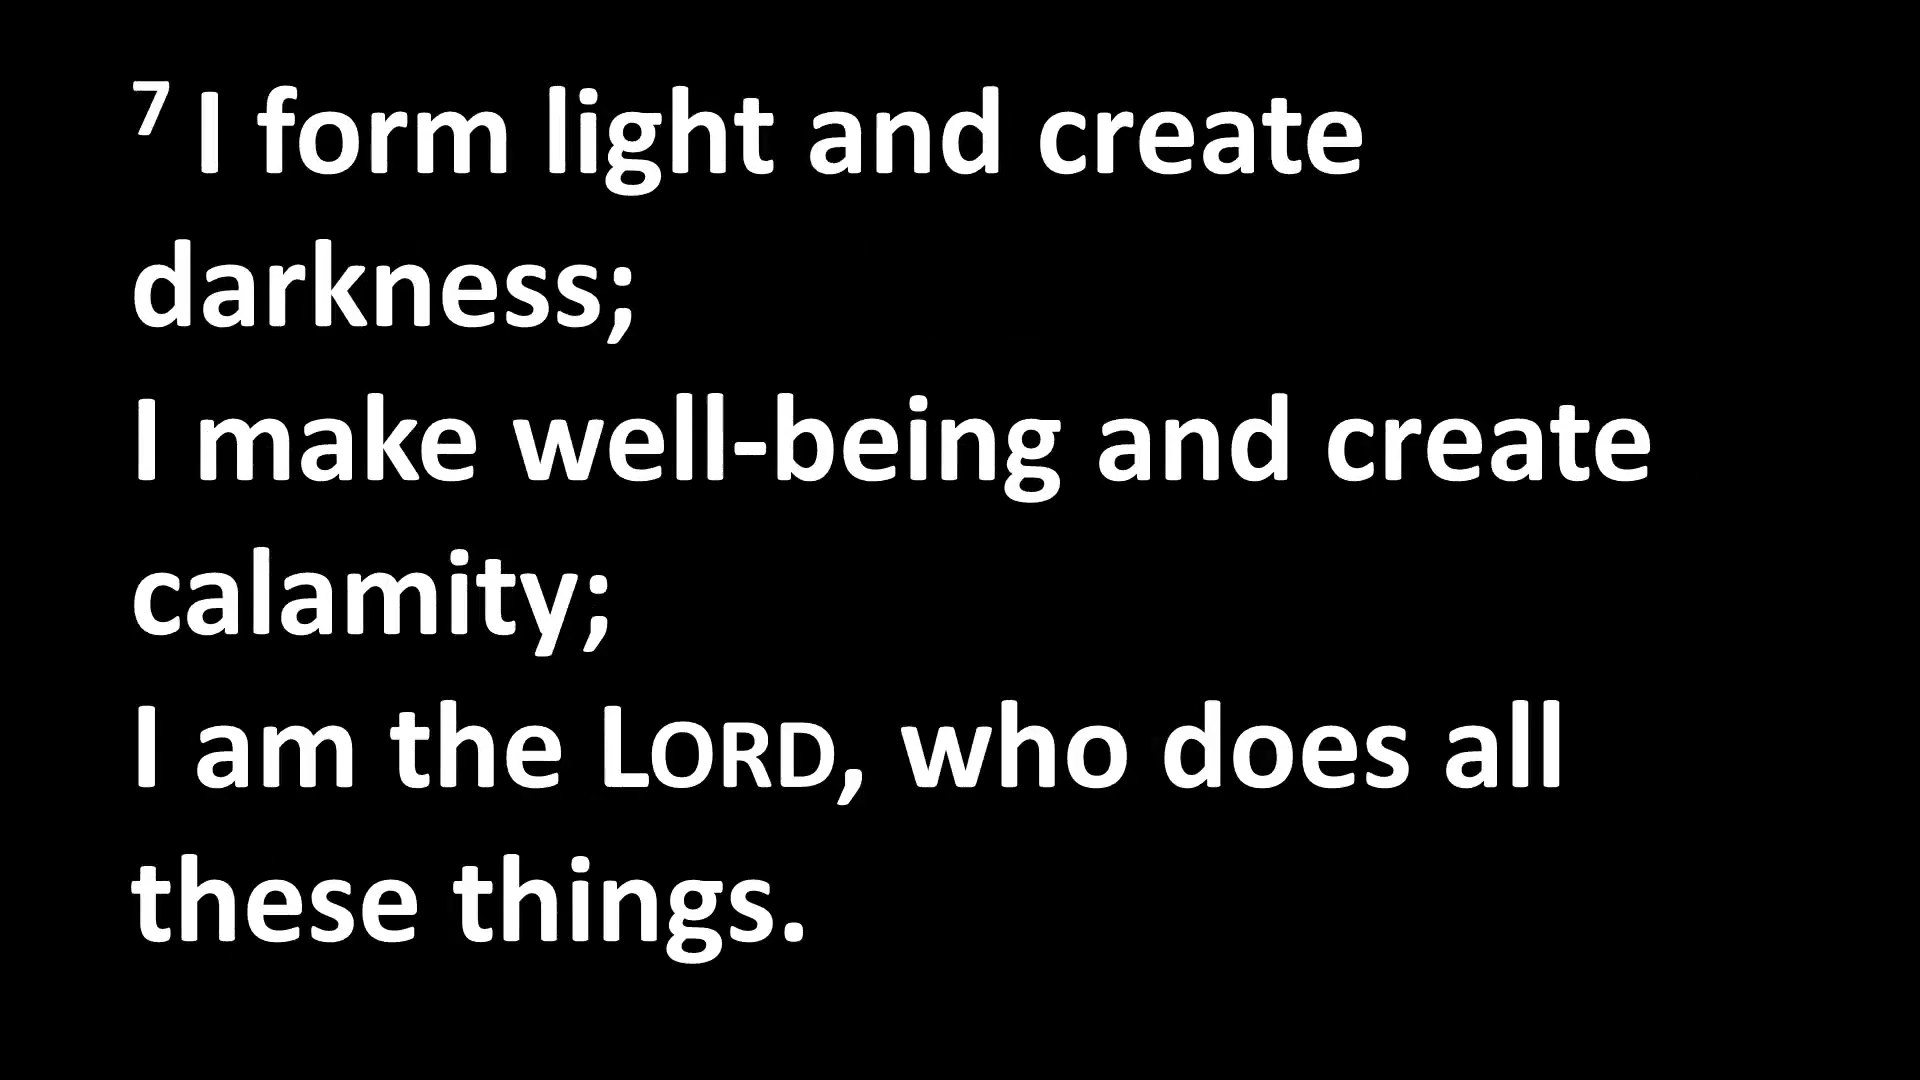 7 I form light and create
darkness;
I make well-being and create
calamity;
I am the LORD, who does all
these things.